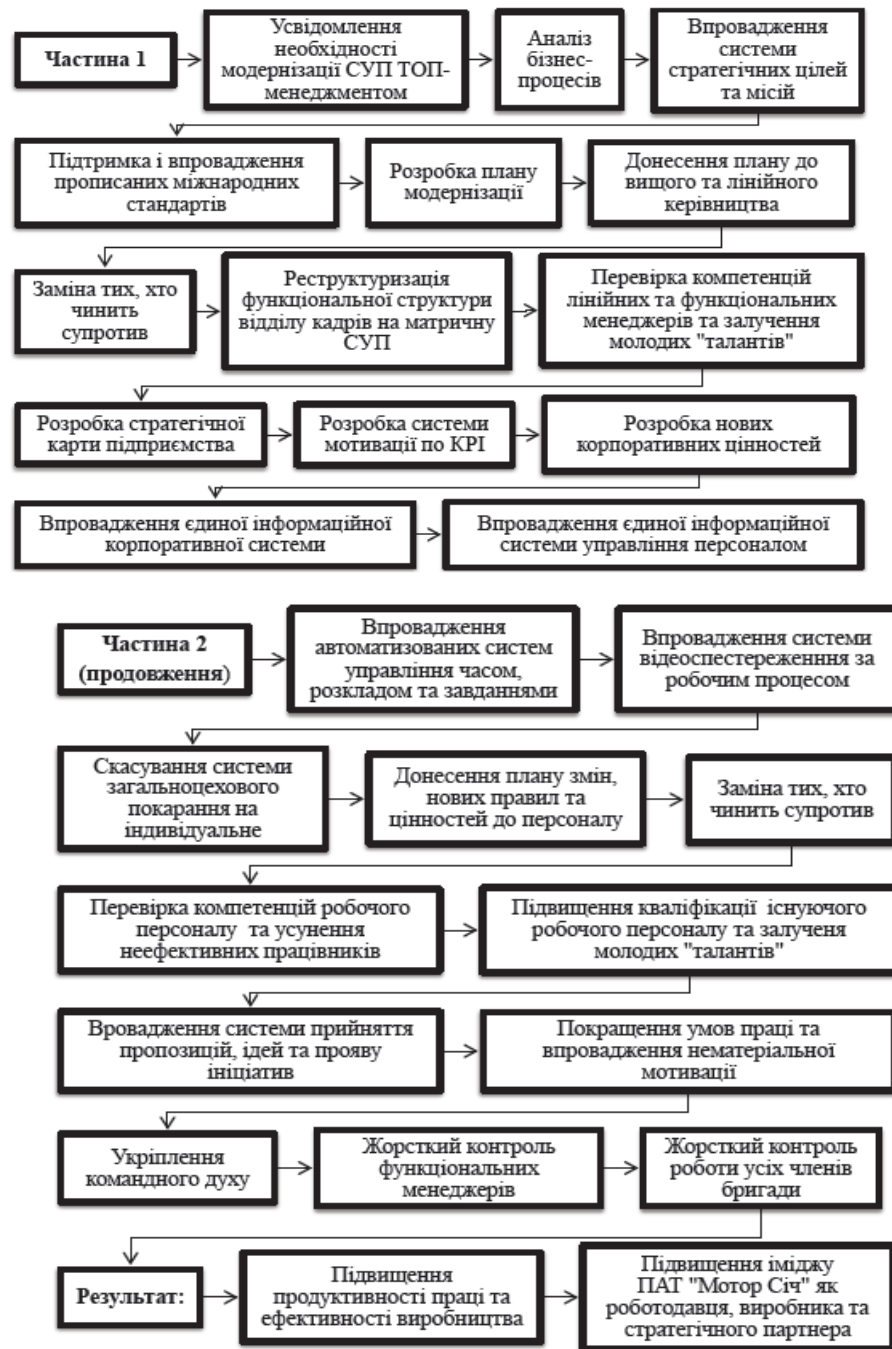 Частина 1
Усвідомлення
необхідності
модернізації СУП ТОП-
менеджментом
Аналіз
бізнес-
процесів
Впровадження
системи
стратегічних цілей
та місій
Підтримка і впровадження
прописаних міжнародних
стандартів
Розробка плану
модернізації
Донесення плану до
вищого та лінійного
керівництва
Заміна тих, хто
чинить
супротив
Реструктуризація
функціональної структури
відділу кадрів на матричну
СУП
Перевірка компетенцій
лінійних та функціональних
менеджерів та залучення
молодих "талантів"
Розробка стратегічної
карти підприємства
Розробка системи
мотивації по KPI
Розробка нових
корпоративних цінностей
Впровадження єдиної інформаційної
корпоративної системи
Впровадження єдиної інформаційної
системи управління персоналом
Частина 2
(продовження)
Впровадження
автоматизованих систем
управління часом,
розкладом та завданнями
Впровадження системи
відеоспестереженння за
робочим процесом
Скасування системи
загальноцехового
покарання на
індивідуальне
Донесення плану змін,
нових правил та
цінностей до персоналу
Заміна тих, хто
чинить супротив
Перевірка компетенцій робочого
персоналу та усунення
неефективних працівників
Підвищення кваліфікації існуючого
робочого персоналу та залученя
молодих "талантів"
Вровадження системи прийняття
пропозицій, ідей та прояву
ініціатив
Покращення умов праці та
впровадження нематеріальної
мотивації
Укріплення
командного духу
Жорсткий контроль
функціональних
менеджерів
Жорсткий контроль
роботи усіх членів
бригади
Результат:
Підвищення
продуктивності праці та
ефективності виробництва
Підвищення іміджу
ПАТ "Мотор Січ" як
роботодавця, виробника та
стратегічного партнера